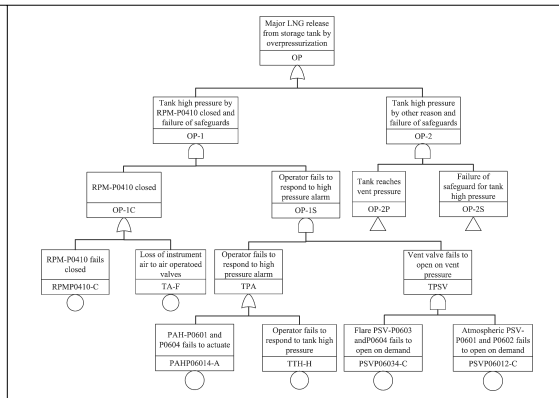 Major LNG release
from storage tank by
overpressurization
OP
Tank high pressure by
RPM-P0410 closed and
failure of safeguards
OP-1
Tank high pressure
by other reason and
failure of safeguards
OP-2
RPM-P0410 closed
OP-1C
Operator fails to
respond to high
pressure alarm
OP-1S
Tank reaches
vent pressure
OP-2P
Failure of
safeguard for tank
high pressure
OP-2S
RPM-P0410 fails
closed
RPMP0410-C
Loss of instrument
air to air operatoed
valves
TA-F
Operator fails to
respond to high
pressure alarm
TPA
Vent valve fails to
open on vent
pressure
TPSV
PAH-P0601 and
P0604 fails to
actuate
PAHP06014-A
Operator fails to
respond to tank high
pressure
TTH-H
Flare PSV-P0603
andP0604 fails to
open on demand
PSVP06034-C
Atmospheric PSV-
P0601 and P0602 fails
to open on demand
PSVP06012-C